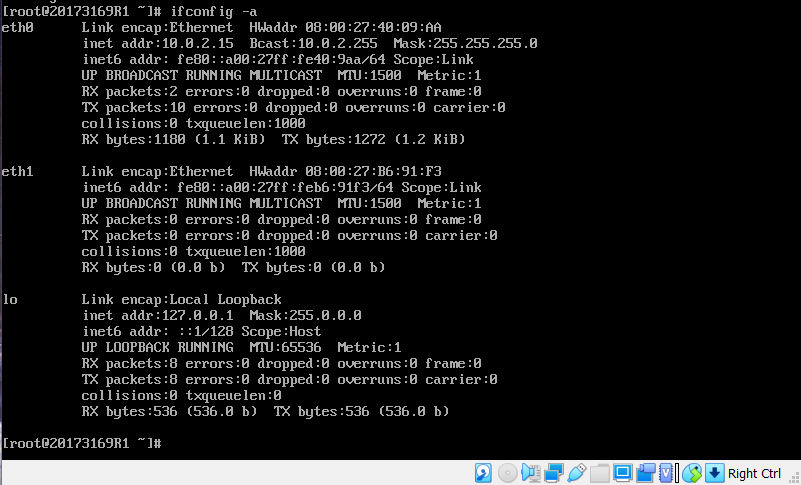 [root@20173169R1 ~]# ifconfig -a
eth0      Link encap:Ethernet  HWaddr 08:00:27:40:09:AA
          inet addr:10.0.2.15  Bcast:10.0.2.255  Mask:255.255.255.0
          inet6 addr: fe80::a00:27ff:fe40:9aa/64 Scope:Link
          UP BROADCAST RUNNING MULTICAST  MTU:1500  Metric:1
          RX packets:2 errors:0 dropped:0 overruns:0 frame:0
          TX packets:10 errors:0 dropped:0 overruns:0 carrier:0
          collisions:0 txqueuelen:1000
          RX bytes:1180 (1.1 KiB)  TX bytes:1272 (1.2 KiB)

eth1      Link encap:Ethernet  HWaddr 08:00:27:B6:91:F3
          inet6 addr: fe80::a00:27ff:feb6:91f3/64 Scope:Link
          UP BROADCAST RUNNING MULTICAST  MTU:1500  Metric:1
          RX packets:0 errors:0 dropped:0 overruns:0 frame:0
          TX packets:8 errors:0 dropped:0 overruns:0 carrier:0
          collisions:0 txqueuelen:1000
          RX bytes:0 (0.0 b)  TX bytes:0 (0.0 b)

lo        Link encap:Local Loopback
          inet addr:127.0.0.1  Mask:255.0.0.0
          inet6 addr: ::1/128 Scope:Host
          UP LOOPBACK RUNNING  MTU:65536  Metric:1
          RX packets:8 errors:0 dropped:0 overruns:0 frame:0
          TX packets:8 errors:0 dropped:0 overruns:0 carrier:0
          collisions:0 txqueuelen:0
          RX bytes:536 (536.0 b)  TX bytes:536 (536.0 b)

[root@20173169R1 ~]#
Right Ctrl